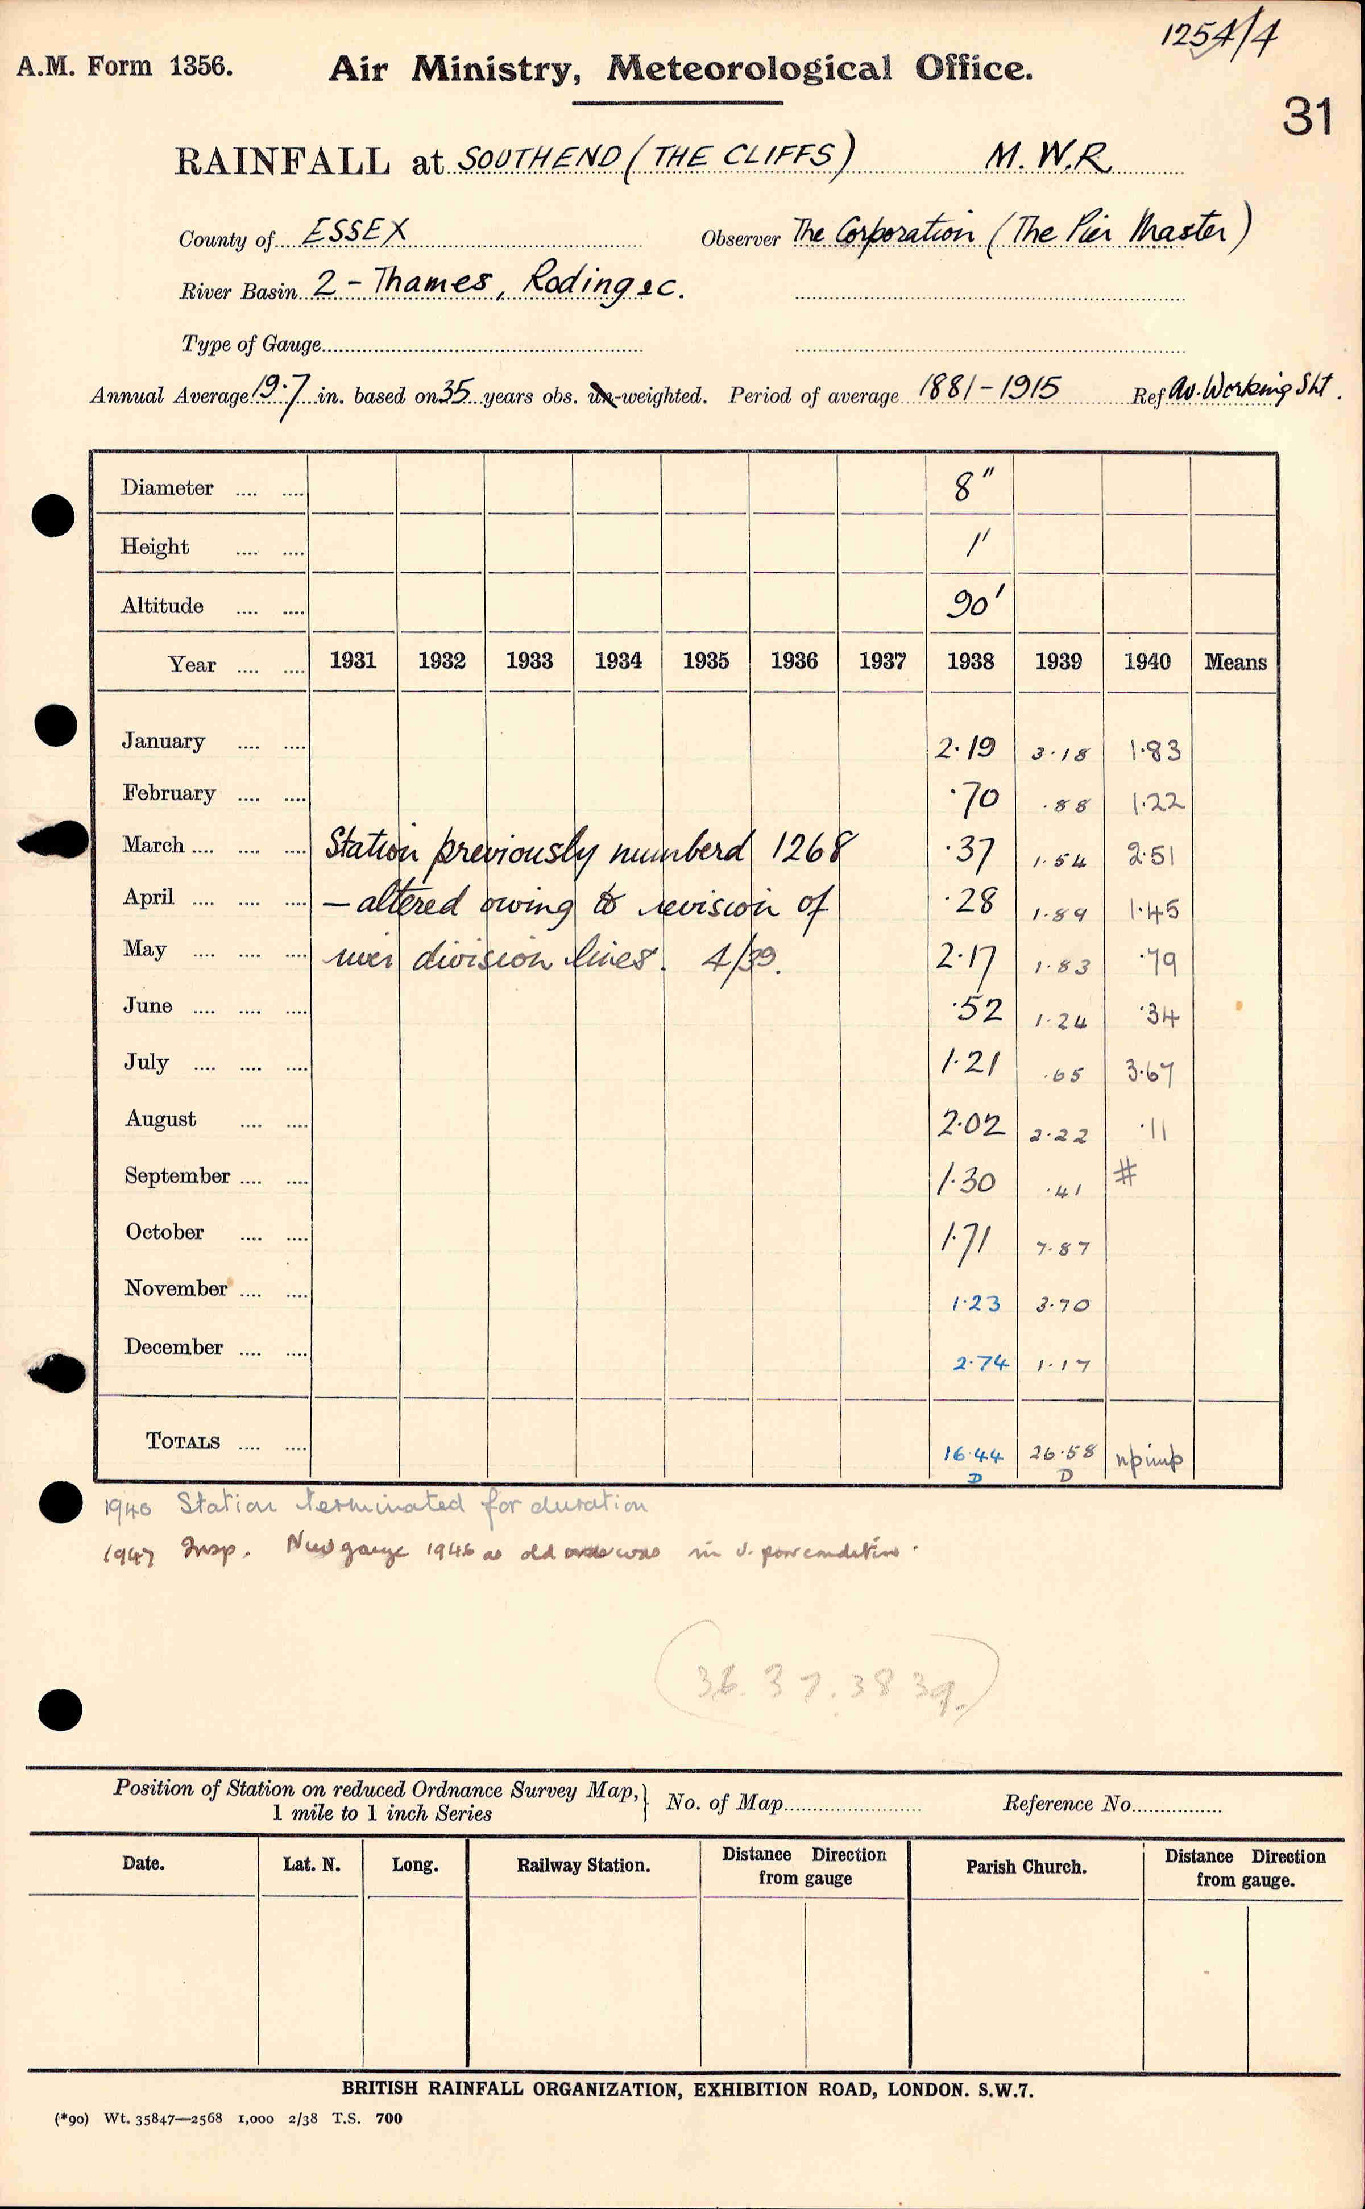 1254/4
A.M. Form 1356. Air Ministry, Meteorological Office.
31
RAINFALL at SOUTHEND (THE CLIFFS) M.W.R.
County of ESSEX Observer The Corporation (The Pier Master)
River Basin 2 - Thames, Roding &c.
Type of Gauge
Annual Average 19.7 in. based on 35 years obs. un-weighted. Period of average 1881-1915 Ref Av. Working Sht.
Diameter .... .... 8"
Height .... .... 1'
Altitude .... .... 90'
Year .... .... 1931 1932 1933 1934 1935 1936 1937 1938 1939 1940 Means
January .... .... 2.19 3.18 1.83
February .... .... .70 .88 1.22
March .... .... .... Station previously numberd 1268 .37 1.54 2.51
April .... .... .... — altered owing to revision of .28 1.89 1.45
May .... .... .... river division lines. 4/39. 2.17 1.83 .79
June .... .... .... .52 1.24 .34
July .... .... .... 1.21 .65 3.67
August .... .... 2.02 2.22 .11
September .... .... 1.30 .41 #
October .... .... 1.71 7.87
November .... .... 1.23 3.70
December .... .... 2.74 1.17
TOTALS .... .... 16.44 26.58 npimp
D D
1940 Station terminated for duration
1947 Insp. New gauge 1946 as old was in v. poor condition.
(36. 37. 38 39.)
Position of Station on reduced Ordnance Survey Map,} No. of Map Reference No.
1 mile to 1 inch Series
Date. Lat. N. Long. Railway Station. Distance Direction from gauge Parish Church. Distance Direction from gauge.
BRITISH RAINFALL ORGANIZATION, EXHIBITION ROAD, LONDON. S.W.7.
(*90) Wt. 35847—2568 1,000 2/38 T.S. 700